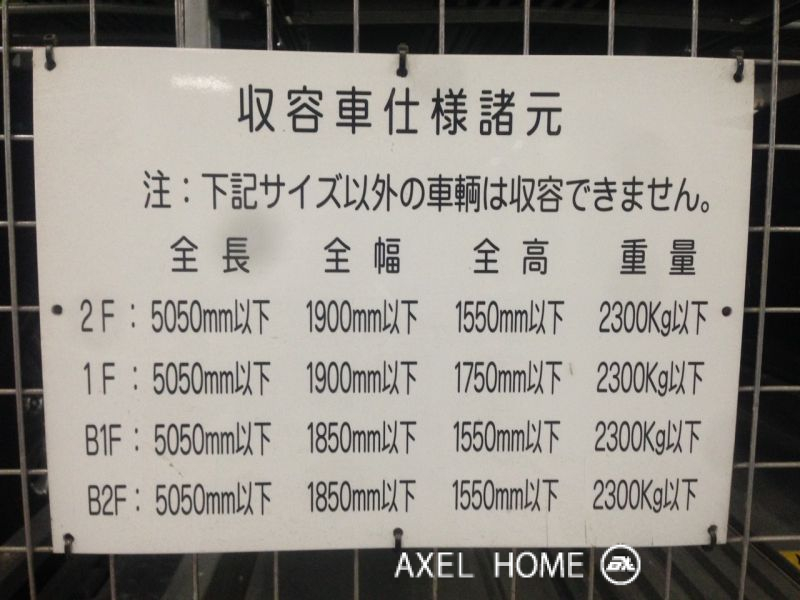 収容車仕様諸元
注：下記サイズ以外の車輌は収容できません。
全長 全幅 全高 重量
2F：5050mm以下 1900mm以下 1550mm以下 2300Kg以下
1F：5050mm以下 1900mm以下 1750mm以下 2300Kg以下
B1F：5050mm以下 1850mm以下 1550mm以下 2300Kg以下
B2F：5050mm以下 1850mm以下 1550mm以下 2300Kg以下
AXEL HOME